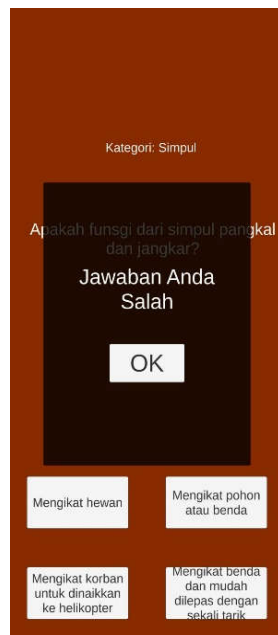 Kategori: Simpul
Apakah funsgi dari simpul pangkal
dan jangkar?
Jawaban Anda
Salah
OK
Mengikat hewan
Mengikat pohon
atau benda
Mengikat korban
untuk dinaikkan
ke helikopter
Mengikat benda
dan mudah
dilepas dengan
sekali tarik